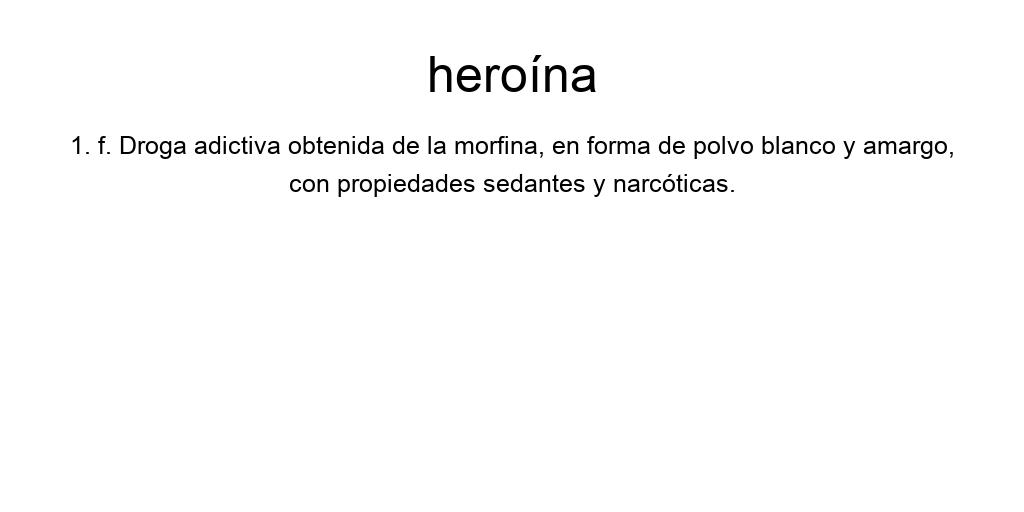 heroína
1. f. Droga adictiva obtenida de la morfina, en forma de polvo blanco y amargo,
con propiedades sedantes y narcóticas.